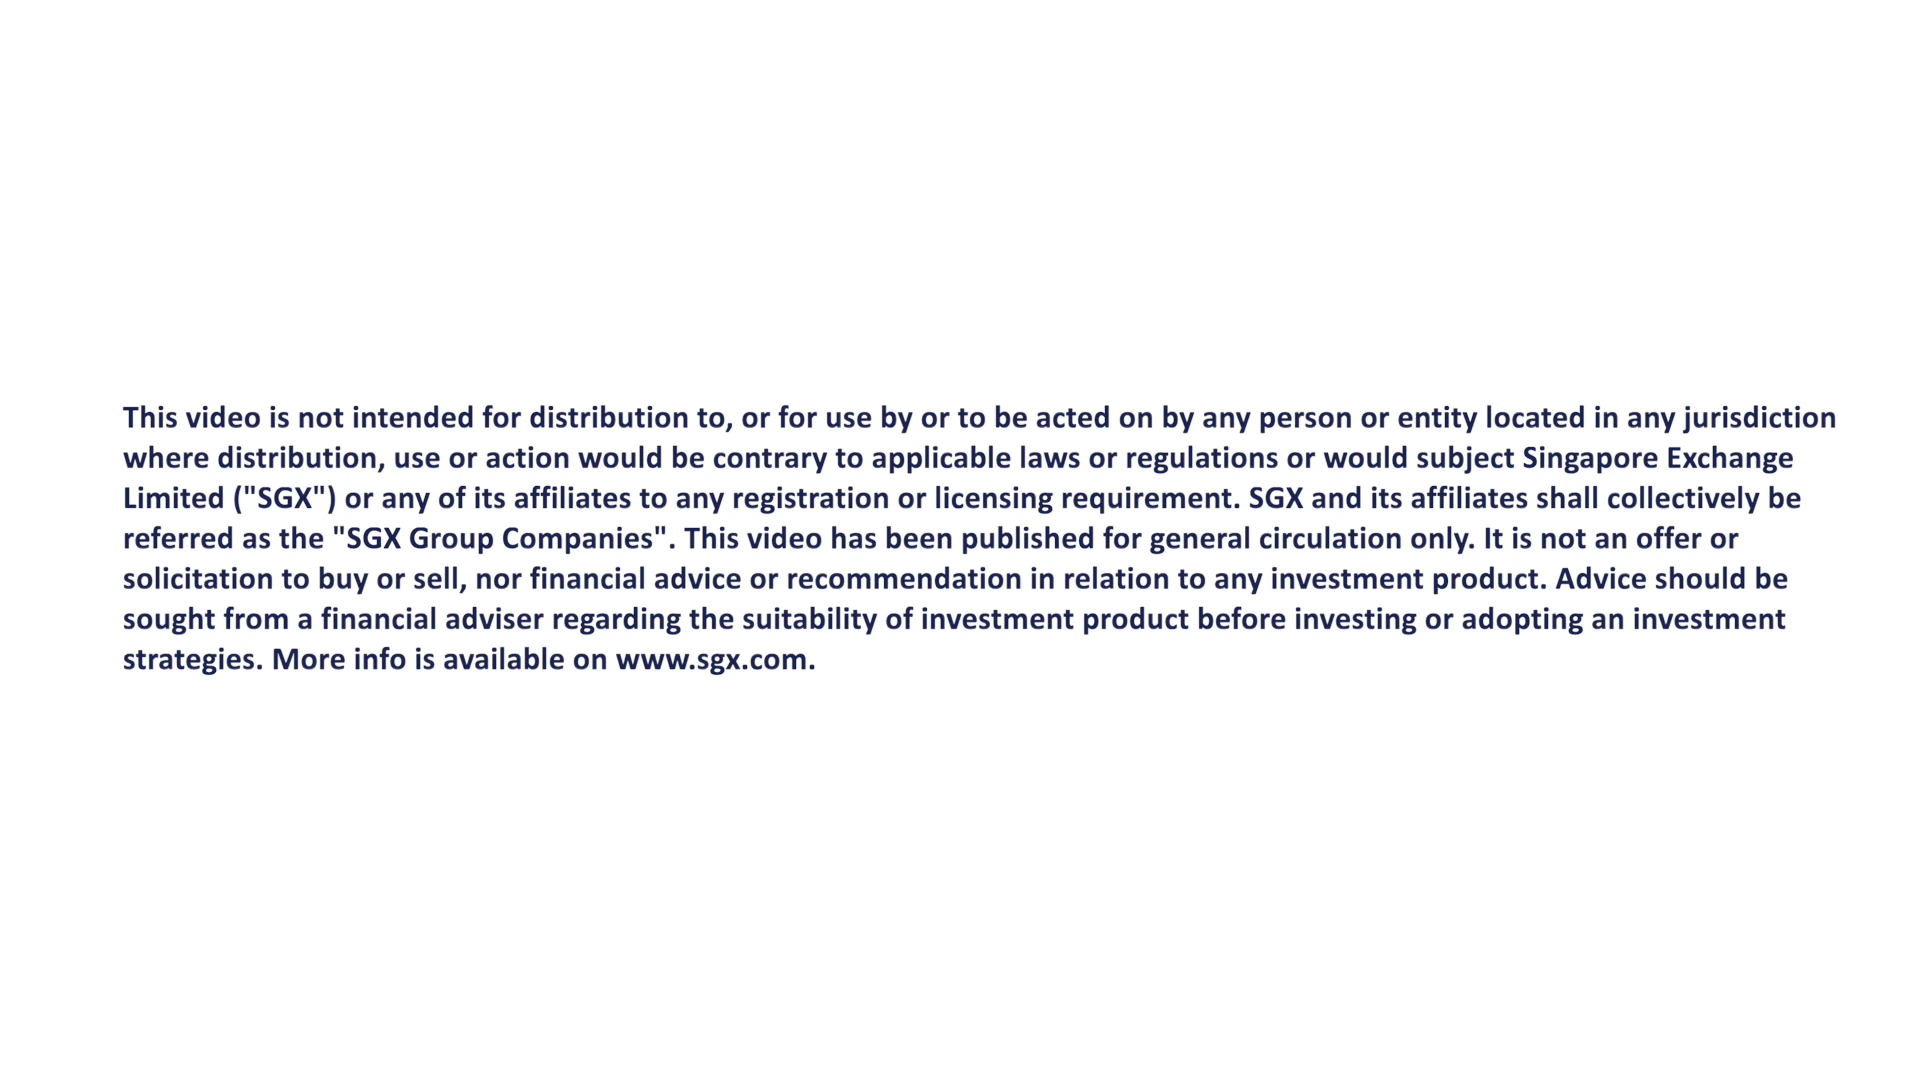 This video is not intended for distribution to, or for use by or to be acted on by any person or entity located in any jurisdiction
where distribution, use or action would be contrary to applicable laws or regulations or would subject Singapore Exchange
Limited ("SGX") or any of its affiliates to any registration or licensing requirement. SGX and its affiliates shall collectively be
referred as the "SGX Group Companies". This video has been published for general circulation only. It is not an offer or
solicitation to buy or sell, nor financial advice or recommendation in relation to any investment product. Advice should be
sought from a financial adviser regarding the suitability of investment product before investing or adopting an investment
strategies. More info is available on www.sgx.com.